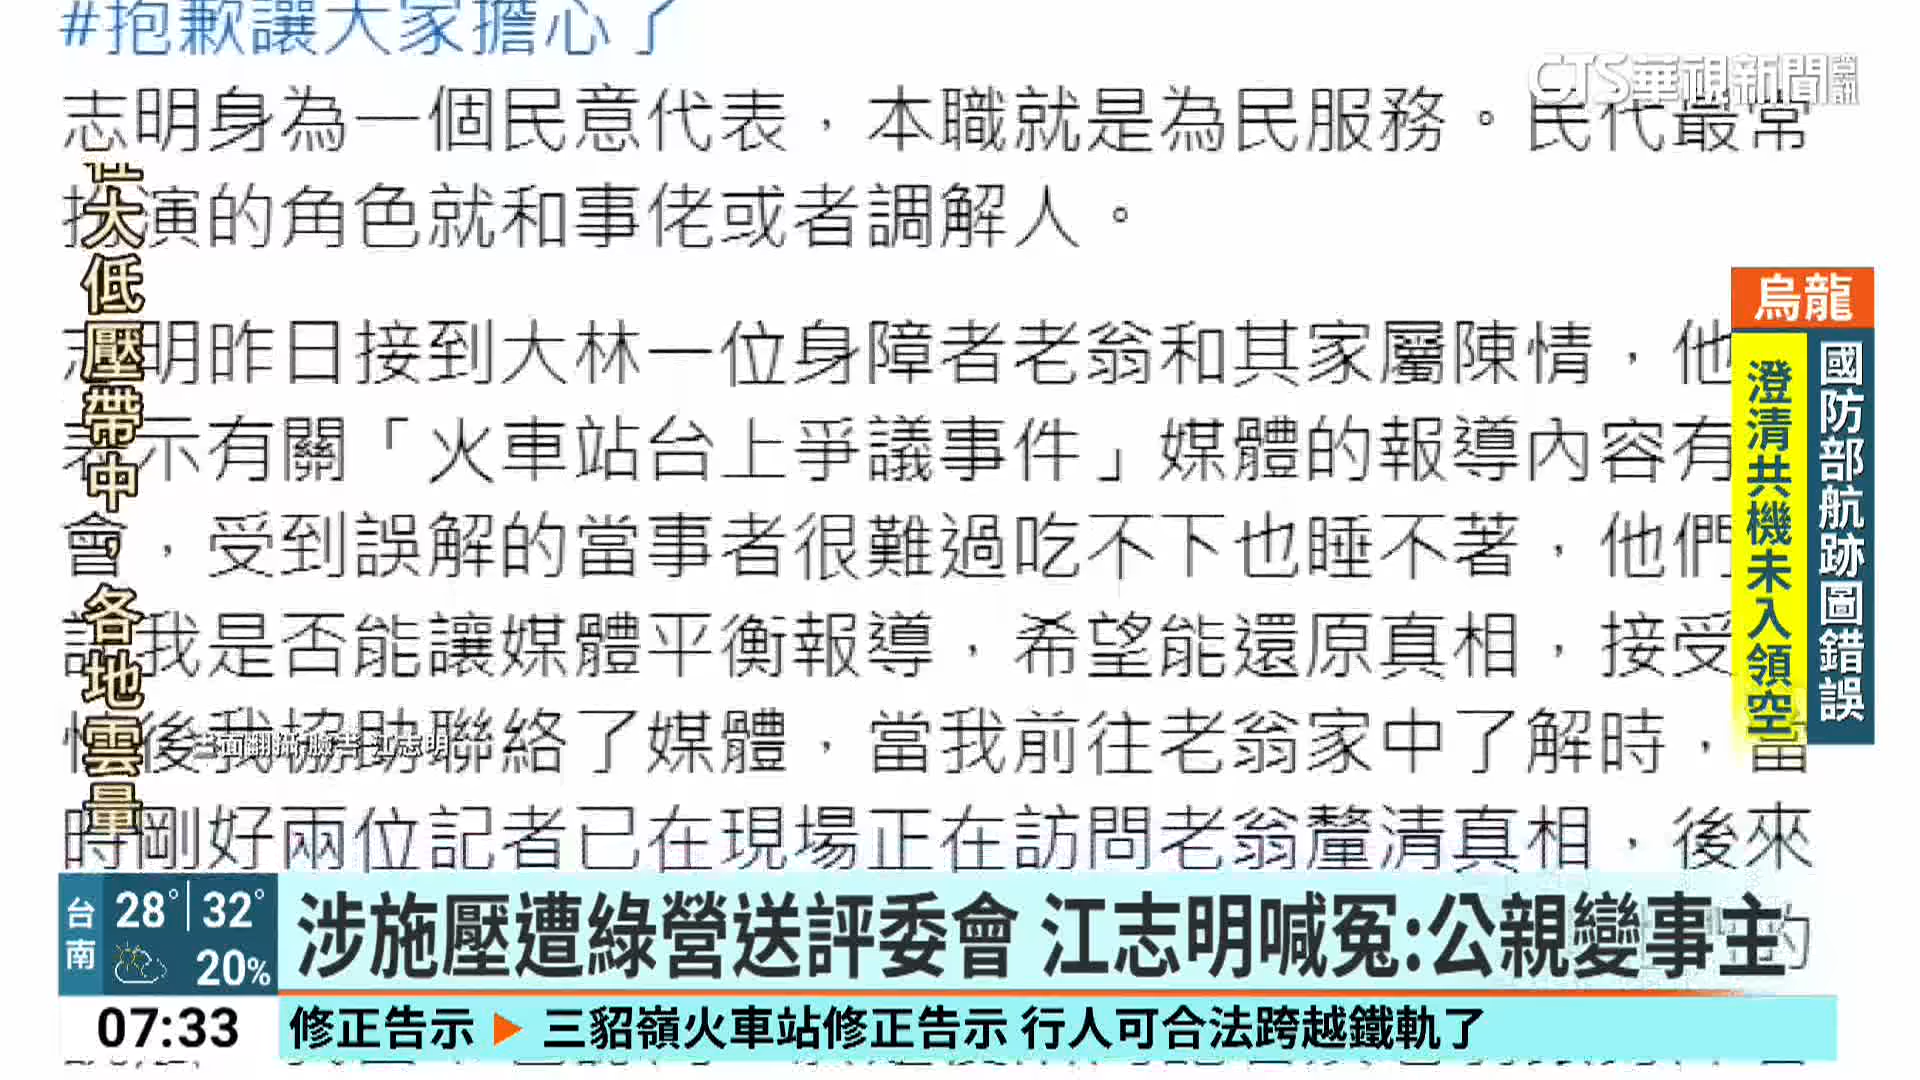 #抱歉讓大家擔心了
志明身為一個民意代表，本職就是為民服務。民代最常
扮演的角色就和事佬或者調解人。
志明昨日接到大林一位身障者老翁和其家屬陳情，他
表示有關「火車站台上爭議事件」媒體的報導內容有
會，受到誤解的當事者很難過吃不下也睡不著，他們
我是否能讓媒體平衡報導，希望能還原真相，接受
情後我協助聯絡了媒體，當我前往老翁家中了解時，當
時剛好兩位記者已在現場正在訪問老翁釐清真相，後來
的
CTS華視新聞資訊
大低壓帶中，各地雲量
畫面翻攝 臉書 江志明
烏龍
國防部航跡圖錯誤
澄清共機未入領空
台南
28° 32°
20%
07:33
涉施壓遭綠營送評委會 江志明喊冤:公親變事主
修正告示 ▶ 三貂嶺火車站修正告示 行人可合法跨越鐵軌了